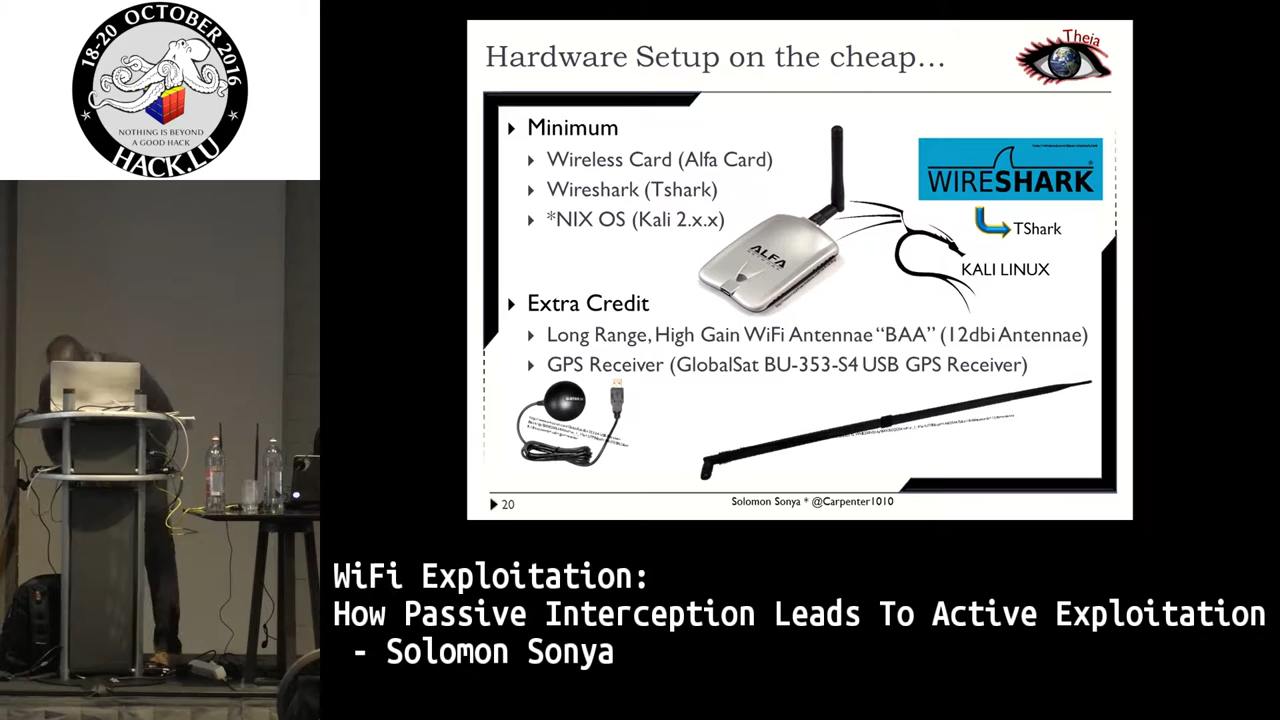 18-20 OCTOBER 2016
NOTHING IS BEYOND
A GOOD HACK
HACK.LU
Hardware Setup on the cheap…
Theia
Minimum
Wireless Card (Alfa Card)
Wireshark (Tshark)
*NIX OS (Kali 2.x.x)
ALFA
WIRESHARK
TShark
KALI LINUX
Extra Credit
Long Range, High Gain WiFi Antennae “BAA” (12dbi Antennae)
GPS Receiver (GlobalSat BU-353-S4 USB GPS Receiver)
20
Solomon Sonya * @Carpenter1010
WiFi Exploitation:
How Passive Interception Leads To Active Exploitation
- Solomon Sonya